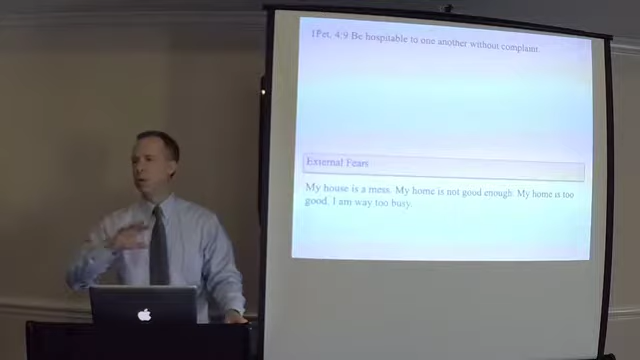 1Pet. 4:9 Be hospitable to one another without complaint.
External Fears
My house is a mess. My home is not good enough. My home is too
good. I am way too busy.